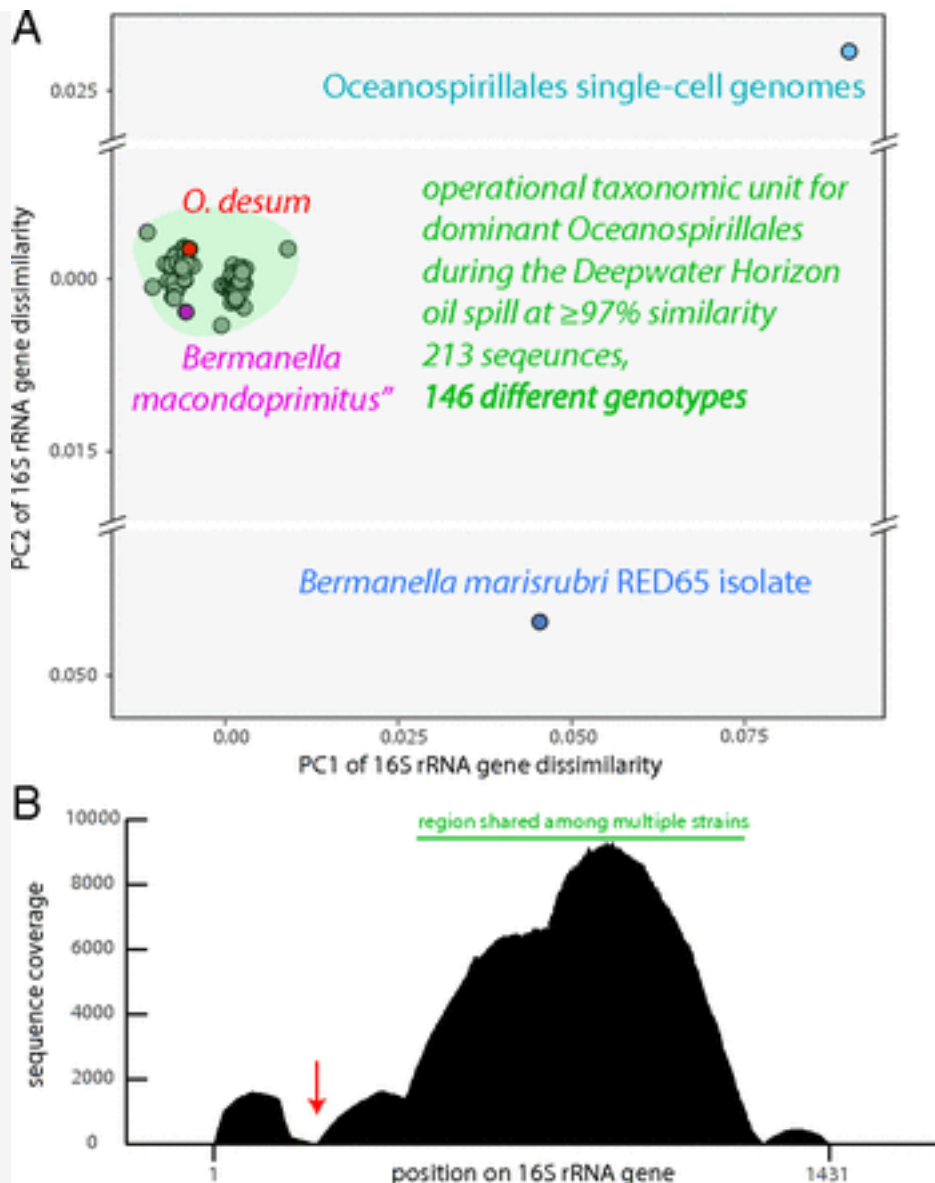 A
Oceanospirillales single-cell genomes
0.025
O. desum
operational taxonomic unit for
dominant Oceanospirillales
during the Deepwater Horizon
oil spill at ≥97% similarity
213 seqeunces,
146 different genotypes
0.000
Bermanella
macondoprimitus”
0.015
PC2 of 16S rRNA gene dissimilarity
Bermanella marisrubri RED65 isolate
0.050
0.00
0.025
0.050
0.075
PC1 of 16S rRNA gene dissimilarity
B
10000
region shared among multiple strains
8000
6000
4000
2000
0
sequence coverage
1
position on 16S rRNA gene
1431